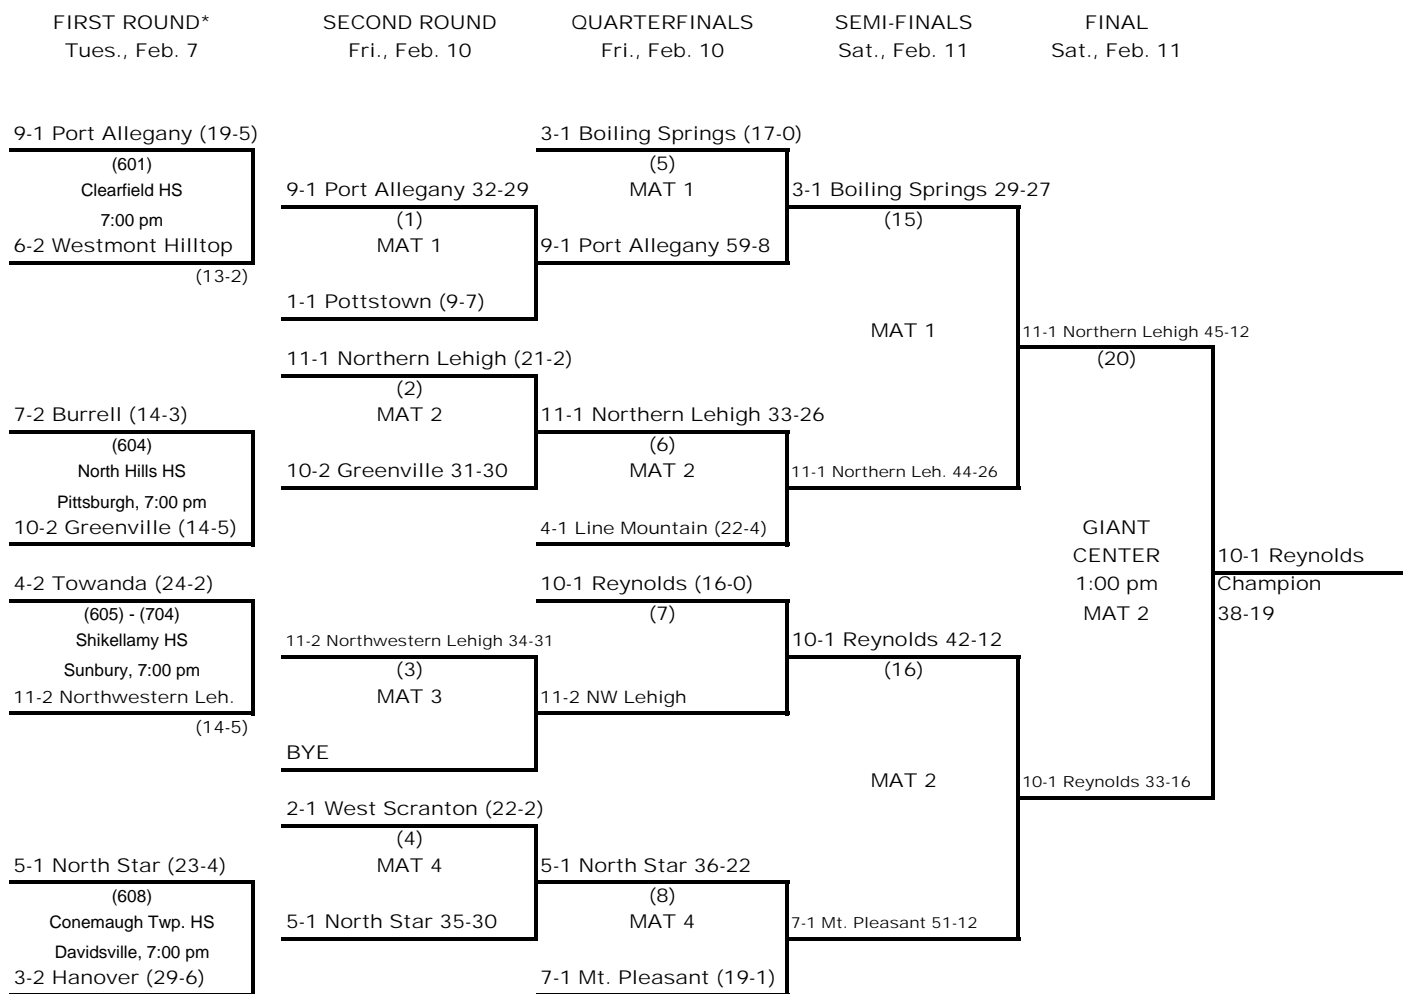 FIRST ROUND*
Tues., Feb. 7
SECOND ROUND
Fri., Feb. 10
QUARTERFINALS
Fri., Feb. 10
SEMI-FINALS
Sat., Feb. 11
FINAL
Sat., Feb. 11
9-1 Port Allegany (19-5)
(601)
Clearfield HS
7:00 pm
6-2 Westmont Hilltop
(13-2)
7-2 Burrell (14-3)
(604)
North Hills HS
Pittsburgh, 7:00 pm
10-2 Greenville (14-5)
4-2 Towanda (24-2)
(605) - (704)
Shikellamy HS
Sunbury, 7:00 pm
11-2 Northwestern Leh.
(14-5)
5-1 North Star (23-4)
(608)
Conemaugh Twp. HS
Davidsville, 7:00 pm
3-2 Hanover (29-6)
9-1 Port Allegany 32-29
(1)
MAT 1
1-1 Pottstown (9-7)
11-1 Northern Lehigh (21-2)
(2)
MAT 2
10-2 Greenville 31-30
11-2 Northwestern Lehigh 34-31
(3)
MAT 3
BYE
2-1 West Scranton (22-2)
(4)
MAT 4
5-1 North Star 35-30
3-1 Boiling Springs (17-0)
(5)
MAT 1
9-1 Port Allegany 59-8
11-1 Northern Lehigh 33-26
(6)
MAT 2
4-1 Line Mountain (22-4)
10-1 Reynolds (16-0)
(7)
11-2 NW Lehigh
5-1 North Star 36-22
(8)
MAT 4
7-1 Mt. Pleasant (19-1)
3-1 Boiling Springs 29-27
(15)
MAT 1
11-1 Northern Leh. 44-26
10-1 Reynolds 42-12
(16)
MAT 2
7-1 Mt. Pleasant 51-12
11-1 Northern Lehigh 45-12
(20)
GIANT
CENTER
1:00 pm
MAT 2
10-1 Reynolds 33-16
10-1 Reynolds
Champion
38-19